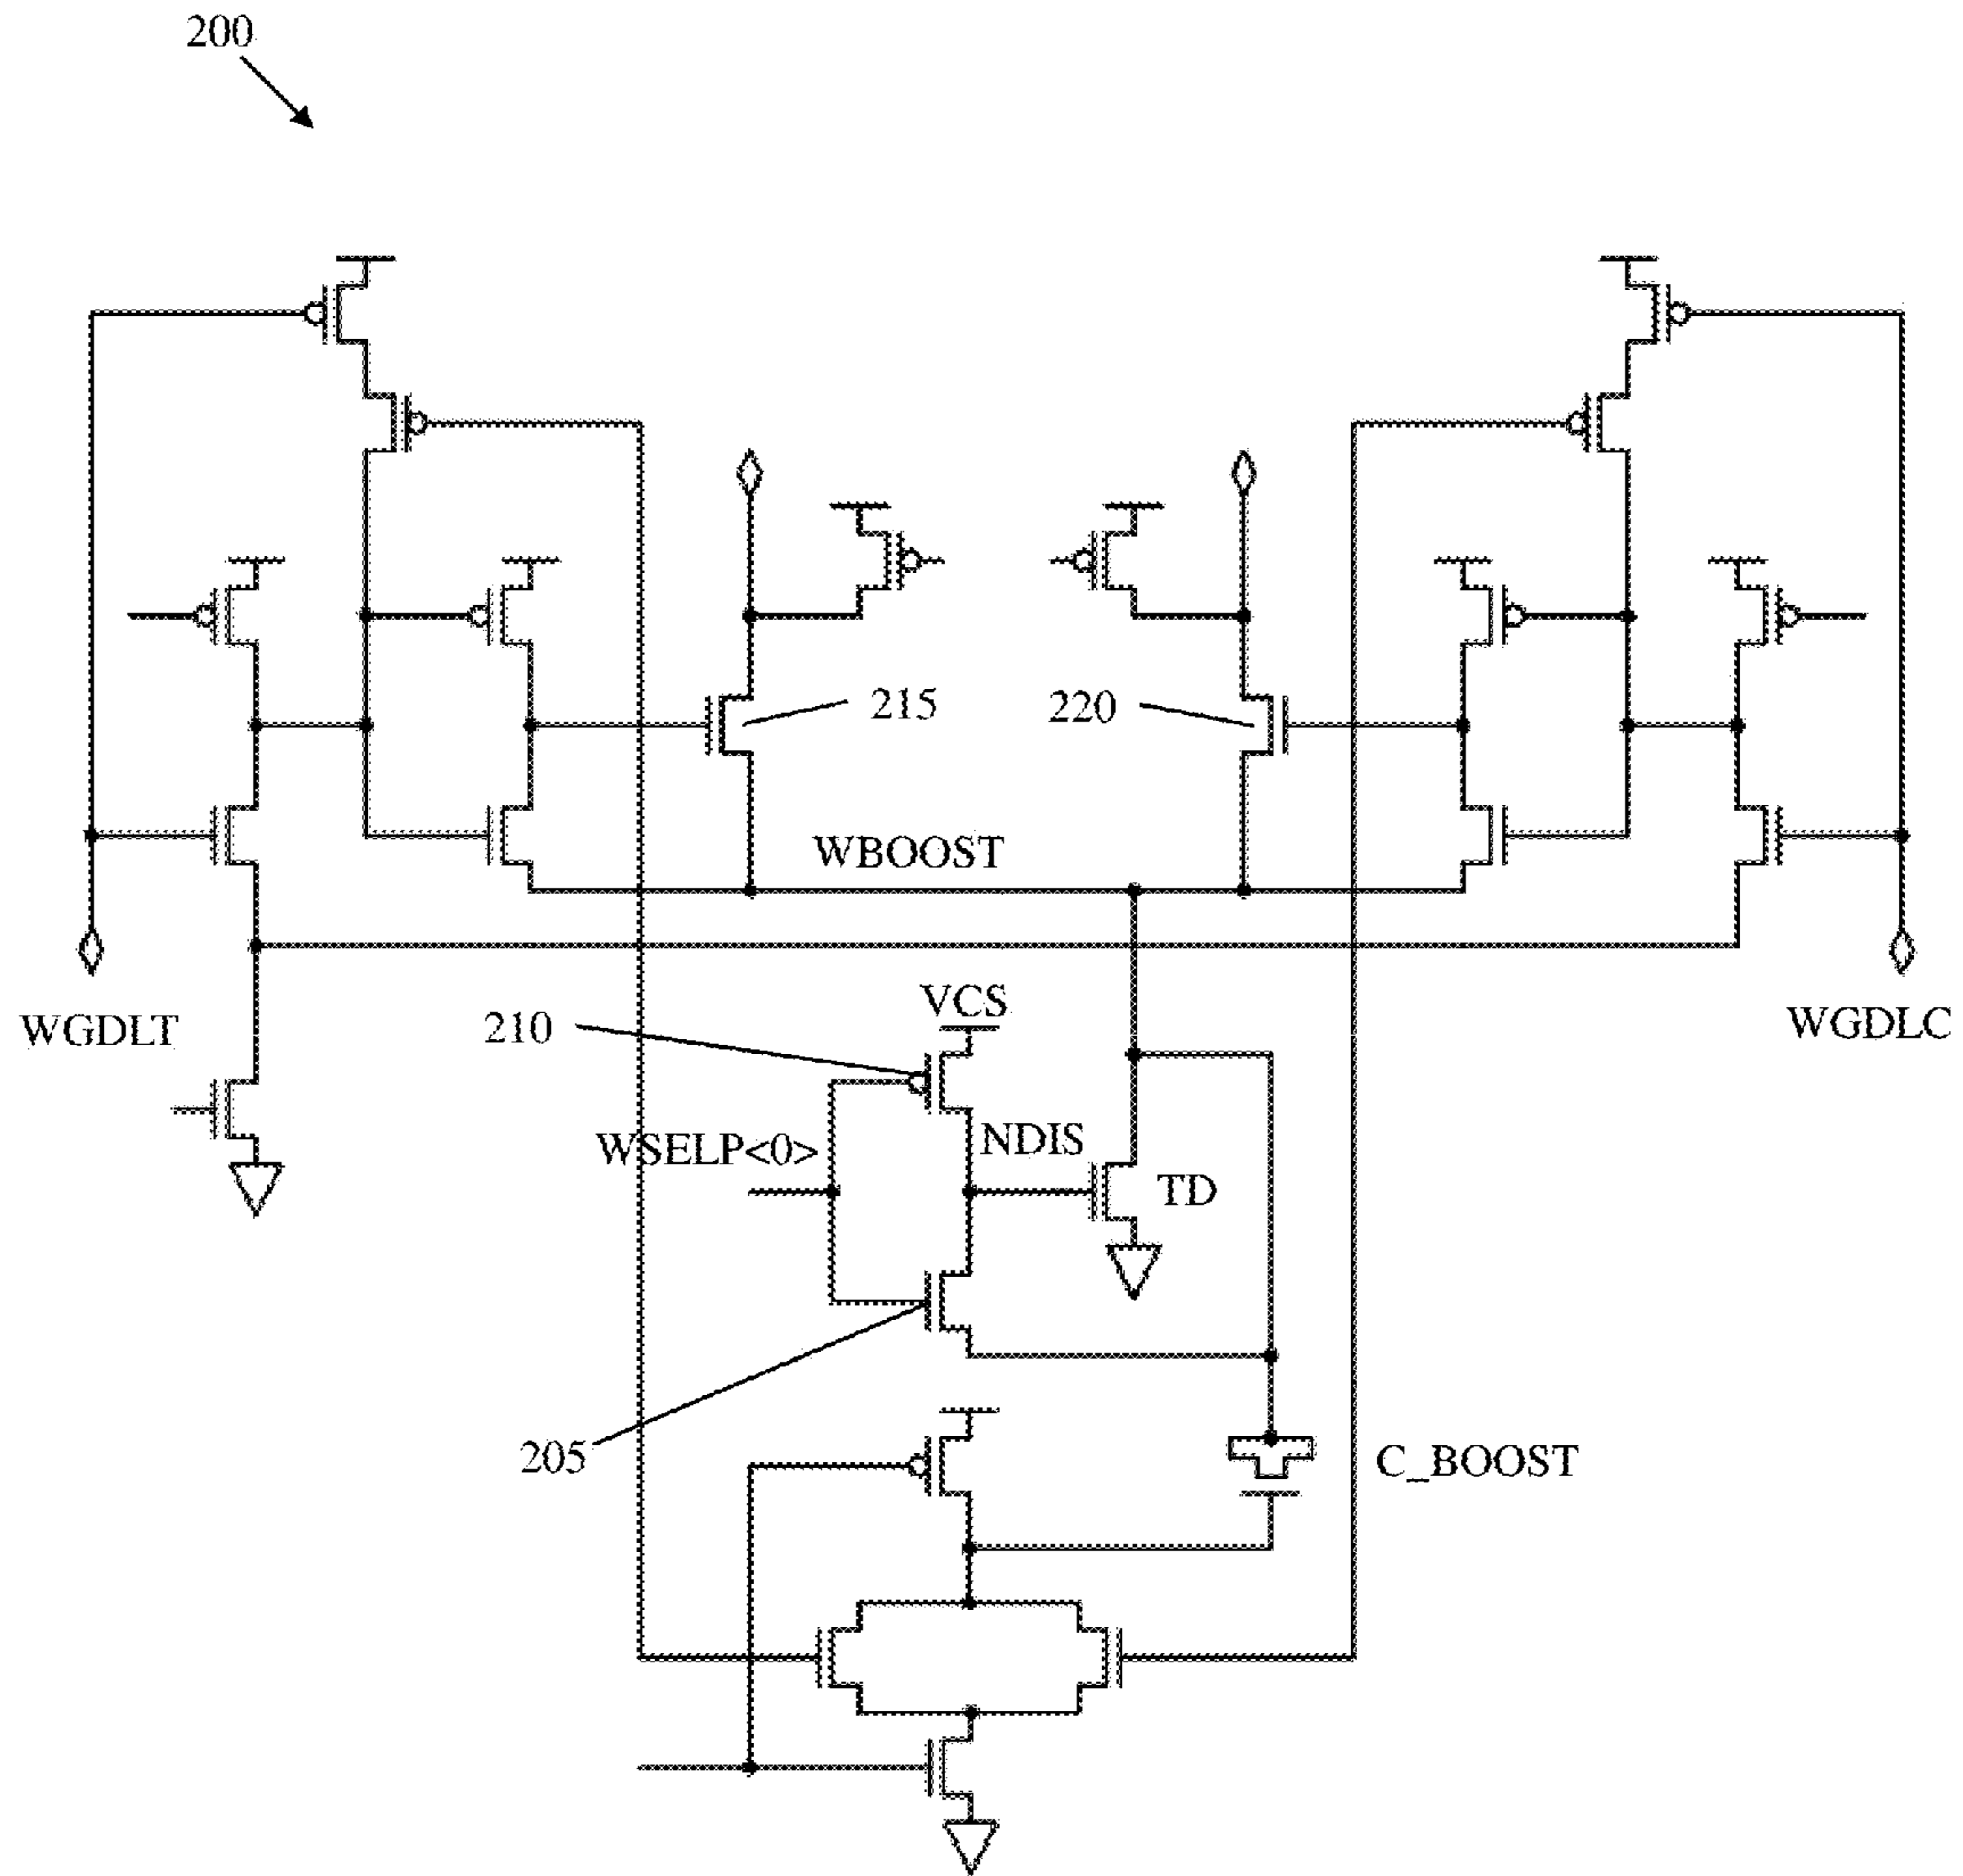 200
215
220
WBOOST
WGDLT
WGDLC
VCS
210
WSELP<0>
NDIS
TD
205
C_BOOST